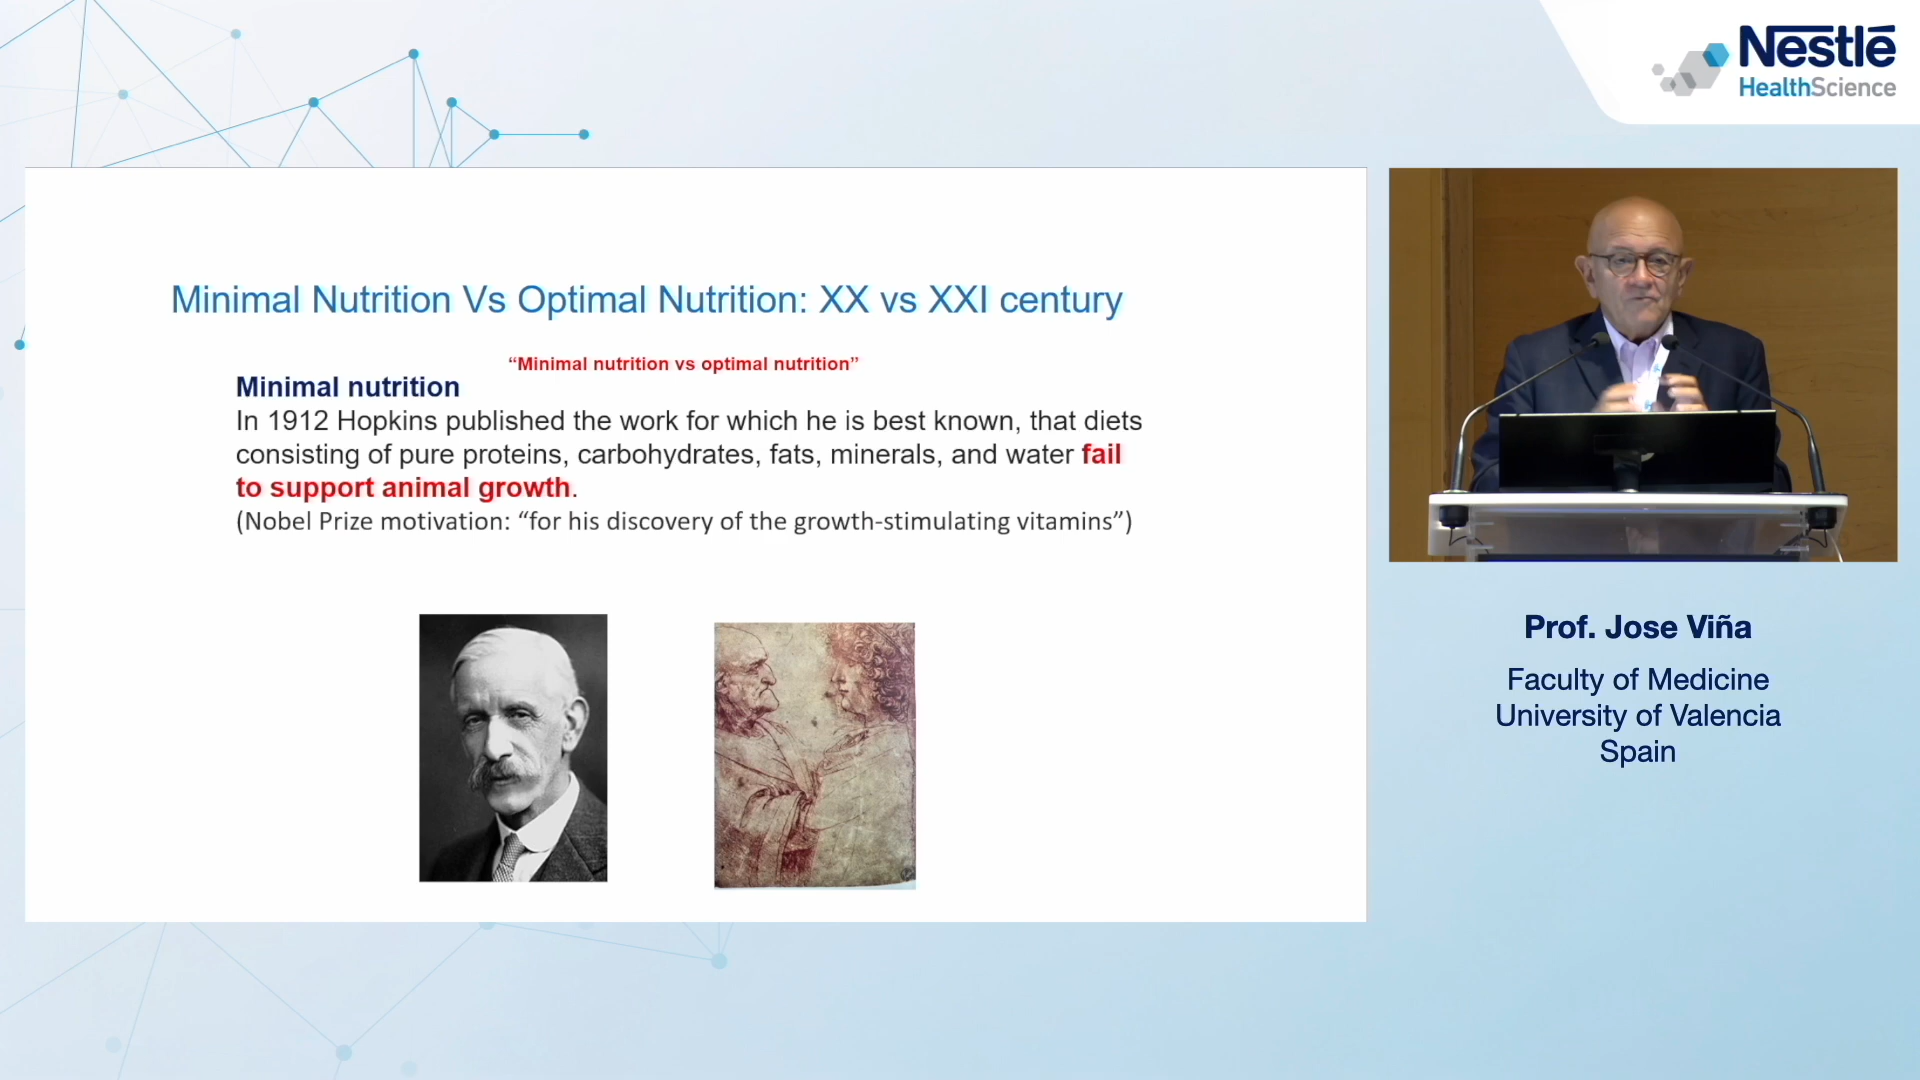 Nestlé
HealthScience
Minimal Nutrition Vs Optimal Nutrition: XX vs XXI century
“Minimal nutrition vs optimal nutrition”
Minimal nutrition
In 1912 Hopkins published the work for which he is best known, that diets
consisting of pure proteins, carbohydrates, fats, minerals, and water fail
to support animal growth.
(Nobel Prize motivation: “for his discovery of the growth-stimulating vitamins”)
Prof. Jose Viña
Faculty of Medicine
University of Valencia
Spain